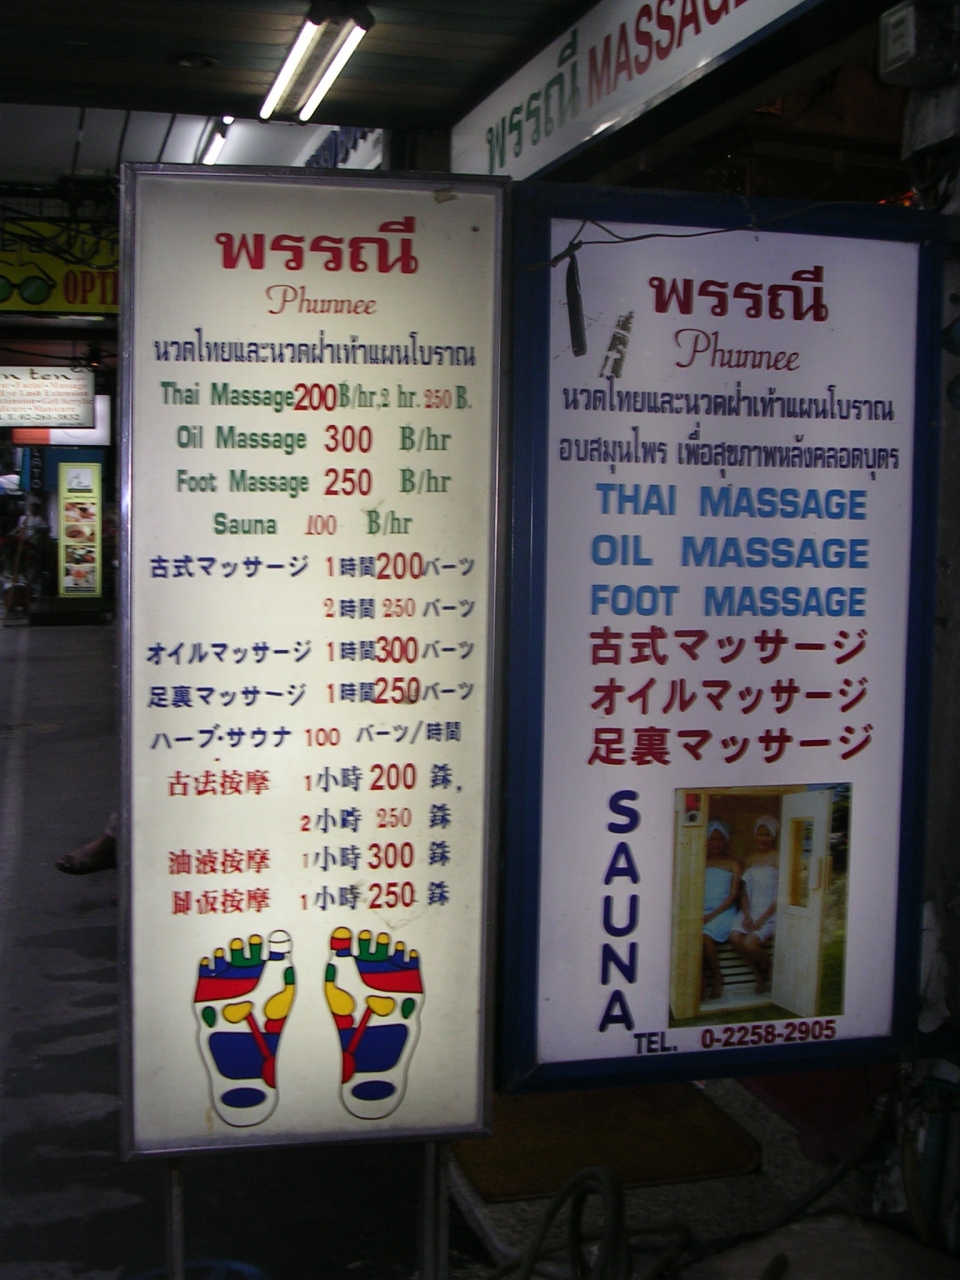 พรรณี MASSAGE
พรรณี
Phunnee
นวดไทยและนวดฝ่าเท้าแผนโบราณ
Thai Massage 200 B/hr, 2 hr. 250 B.
Oil Massage 300 B/hr
Foot Massage 250 B/hr
Sauna 100 B/hr
古式マッサージ 1時間200バーツ
2時間 250 バーツ
オイルマッサージ 1時間300バーツ
足裏マッサージ 1時間250バーツ
ハーブ・サウナ 100 バーツ/時間
古法按摩 1小時 200 銖,
2小時 250 銖
油液按摩 1小時 300 銖
按摩 1小時 250 銖
พรรณี
Phunnee
นวดไทยและนวดฝ่าเท้าแผนโบราณ
อบสมุนไพร เพื่อสุขภาพหลังคลอดบุตร
THAI MASSAGE
OIL MASSAGE
FOOT MASSAGE
古式マッサージ
オイルマッサージ
足裏マッサージ
SAUNA
TEL. 0-2258-2905
OPTI